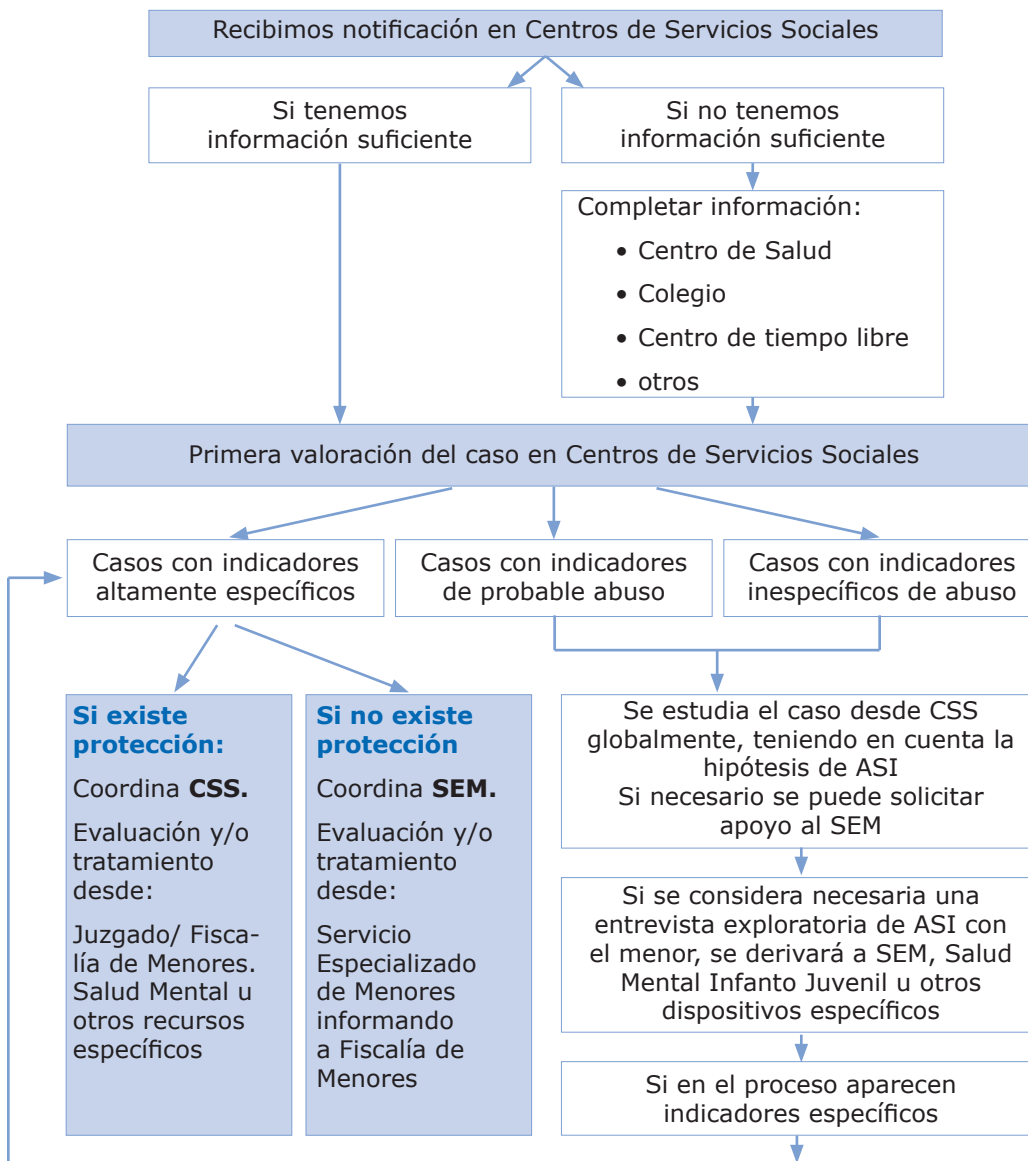 Recibimos notificación en Centros de Servicios Sociales
Si tenemos
información suficiente
Si no tenemos
información suficiente
Completar información:
• Centro de Salud
• Colegio
• Centro de tiempo libre
• otros
Primera valoración del caso en Centros de Servicios Sociales
Casos con indicadores
altamente específicos
Casos con indicadores
de probable abuso
Casos con indicadores
inespecíficos de abuso
Si existe
protección:
Coordina CSS.
Evaluación y/o
tratamiento
desde:
Juzgado/ Fisca-
lía de Menores.
Salud Mental u
otros recursos
específicos
Si no existe
protección
Coordina SEM.
Evaluación y/o
tratamiento
desde:
Servicio
Especializado
de Menores
informando
a Fiscalía de
Menores
Se estudia el caso desde CSS
globalmente, teniendo en cuenta la
hipótesis de ASI
Si necesario se puede solicitar
apoyo al SEM
Si se considera necesaria una
entrevista exploratoria de ASI con
el menor, se derivará a SEM, Salud
Mental Infanto Juvenil u otros
dispositivos específicos
Si en el proceso aparecen
indicadores específicos